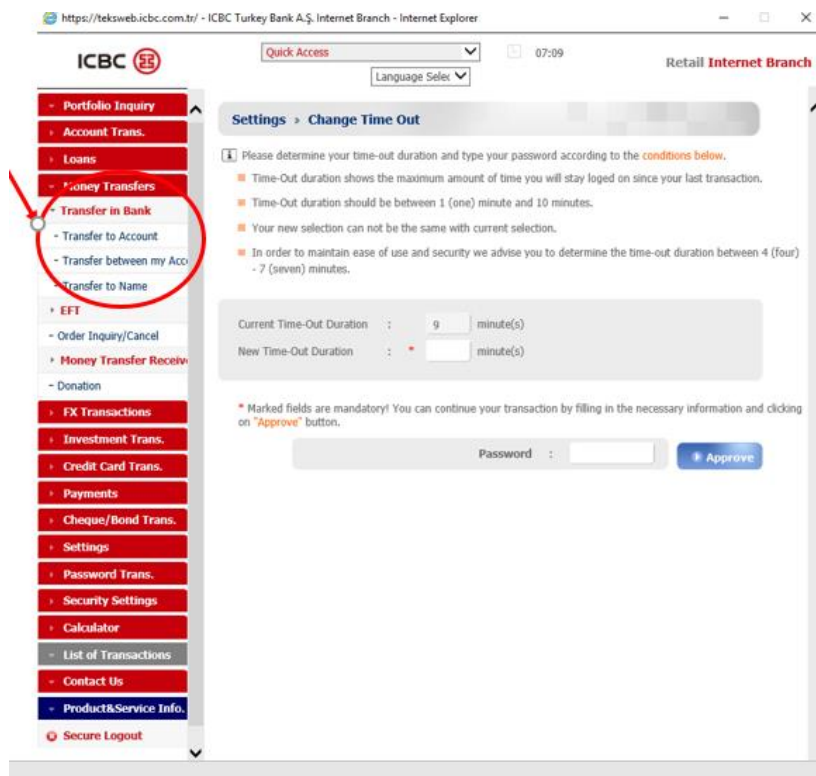 https://teksweb.icbc.com.tr/ - ICBC Turkey Bank A.Ş. Internet Branch - Internet Explorer
ICBC
Quick Access
07:09
Language Selec
Retail Internet Branch
Portfolio Inquiry
Account Trans.
Loans
Money Transfers
Transfer in Bank
- Transfer to Account
- Transfer between my Acc
- Transfer to Name
EFT
- Order Inquiry/Cancel
Money Transfer Receiv
- Donation
FX Transactions
Investment Trans.
Credit Card Trans.
Payments
Cheque/Bond Trans.
Settings
Password Trans.
Security Settings
Calculator
List of Transactions
Contact Us
Product&Service Info.
Secure Logout
Settings » Change Time Out
Please determine your time-out duration and type your password according to the conditions below.
Time-Out duration shows the maximum amount of time you will stay loged on since your last transaction.
Time-Out duration should be between 1 (one) minute and 10 minutes.
Your new selection can not be the same with current selection.
In order to maintain ease of use and security we advise you to determine the time-out duration between 4 (four)
- 7 (seven) minutes.
Current Time-Out Duration : 9 minute(s)
New Time-Out Duration : * minute(s)
* Marked fields are mandatory! You can continue your transaction by filling in the necessary information and clicking
on "Approve" button.
Password :
Approve